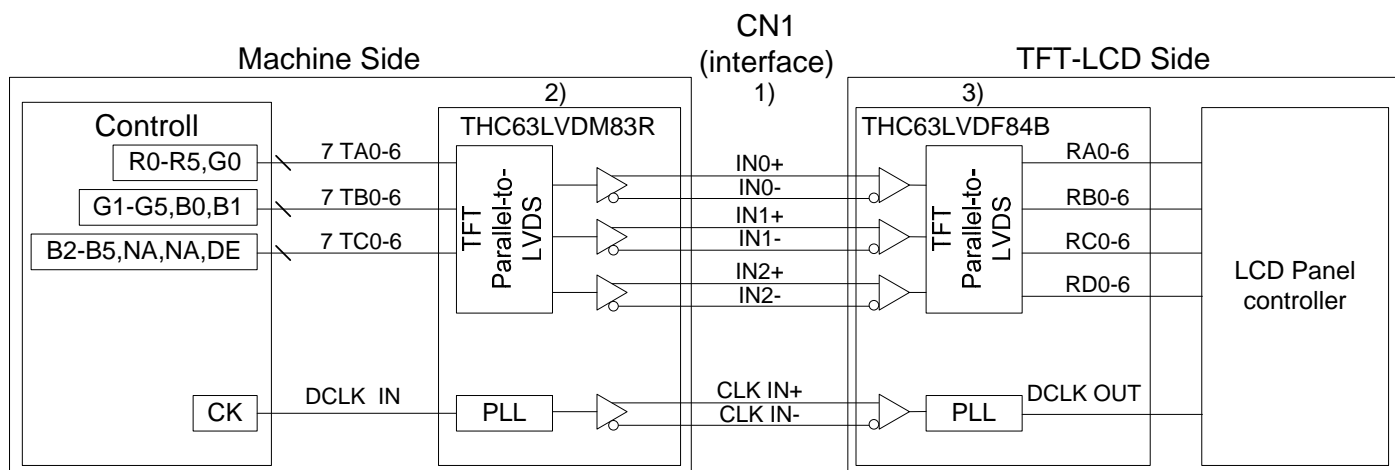 CN1
(interface)
1)
Machine Side
TFT-LCD Side
Controll
R0-R5,G0
G1-G5,B0,B1
B2-B5,NA,NA,DE
CK
7 TA0-6
7 TB0-6
7 TC0-6
DCLK IN
2)
THC63LVDM83R
TFT
Parallel-to-
LVDS
PLL
IN0+
IN0-
IN1+
IN1-
IN2+
IN2-
CLK IN+
CLK IN-
3)
THC63LVDF84B
TFT
Parallel-to-
LVDS
PLL
RA0-6
RB0-6
RC0-6
RD0-6
DCLK OUT
LCD Panel
controller